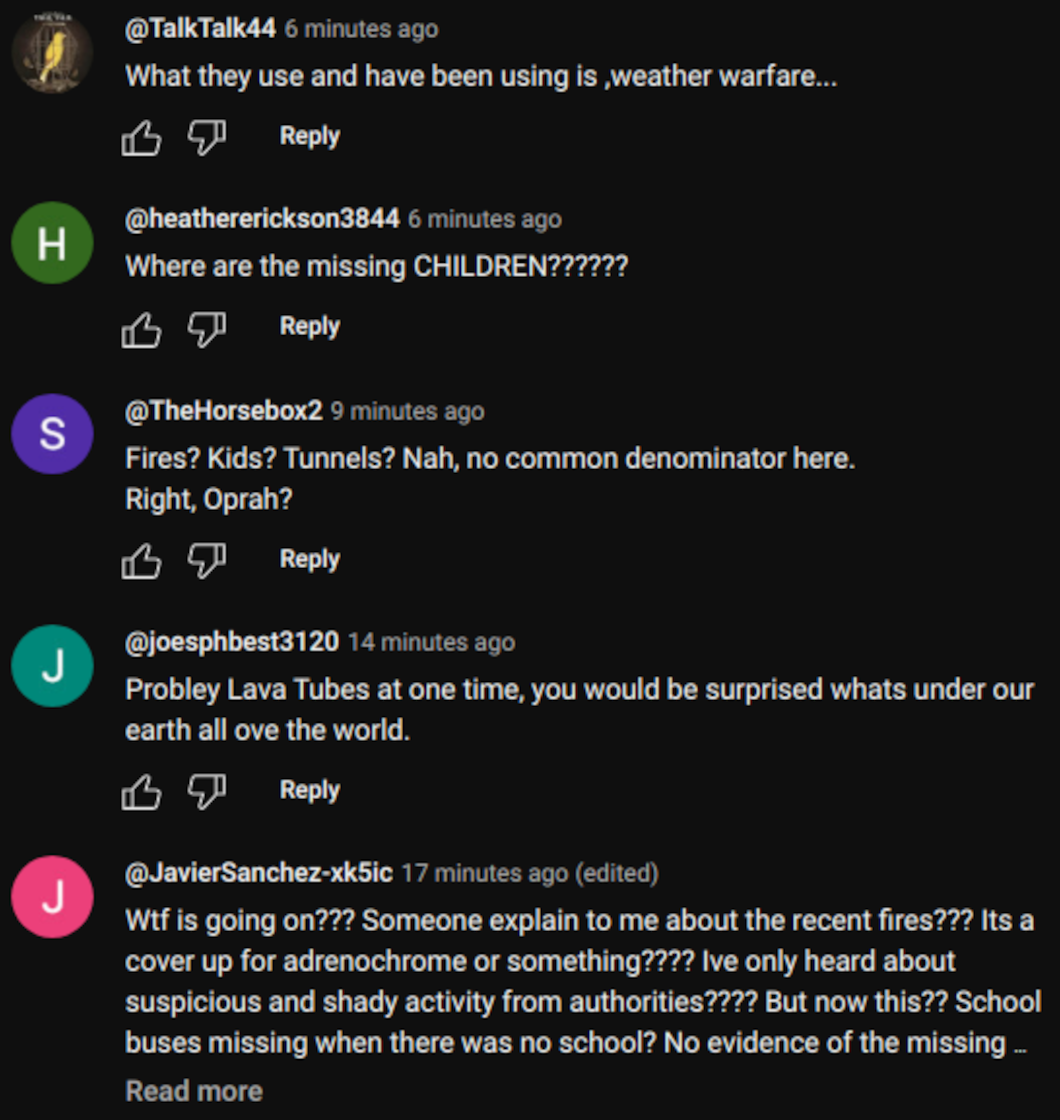 @TalkTalk44 6 minutes ago
What they use and have been using is ,weather warfare...
Reply
H
@heathererickson3844 6 minutes ago
Where are the missing CHILDREN??????
Reply
S
@TheHorsebox2 9 minutes ago
Fires? Kids? Tunnels? Nah, no common denominator here.
Right, Oprah?
Reply
J
@joesphbest3120 14 minutes ago
Probley Lava Tubes at one time, you would be surprised whats under our
earth all ove the world.
Reply
J
@JavierSanchez-xk5ic 17 minutes ago (edited)
Wtf is going on??? Someone explain to me about the recent fires??? Its a
cover up for adrenochrome or something???? Ive only heard about
suspicious and shady activity from authorities???? But now this?? School
buses missing when there was no school? No evidence of the missing ...
Read more